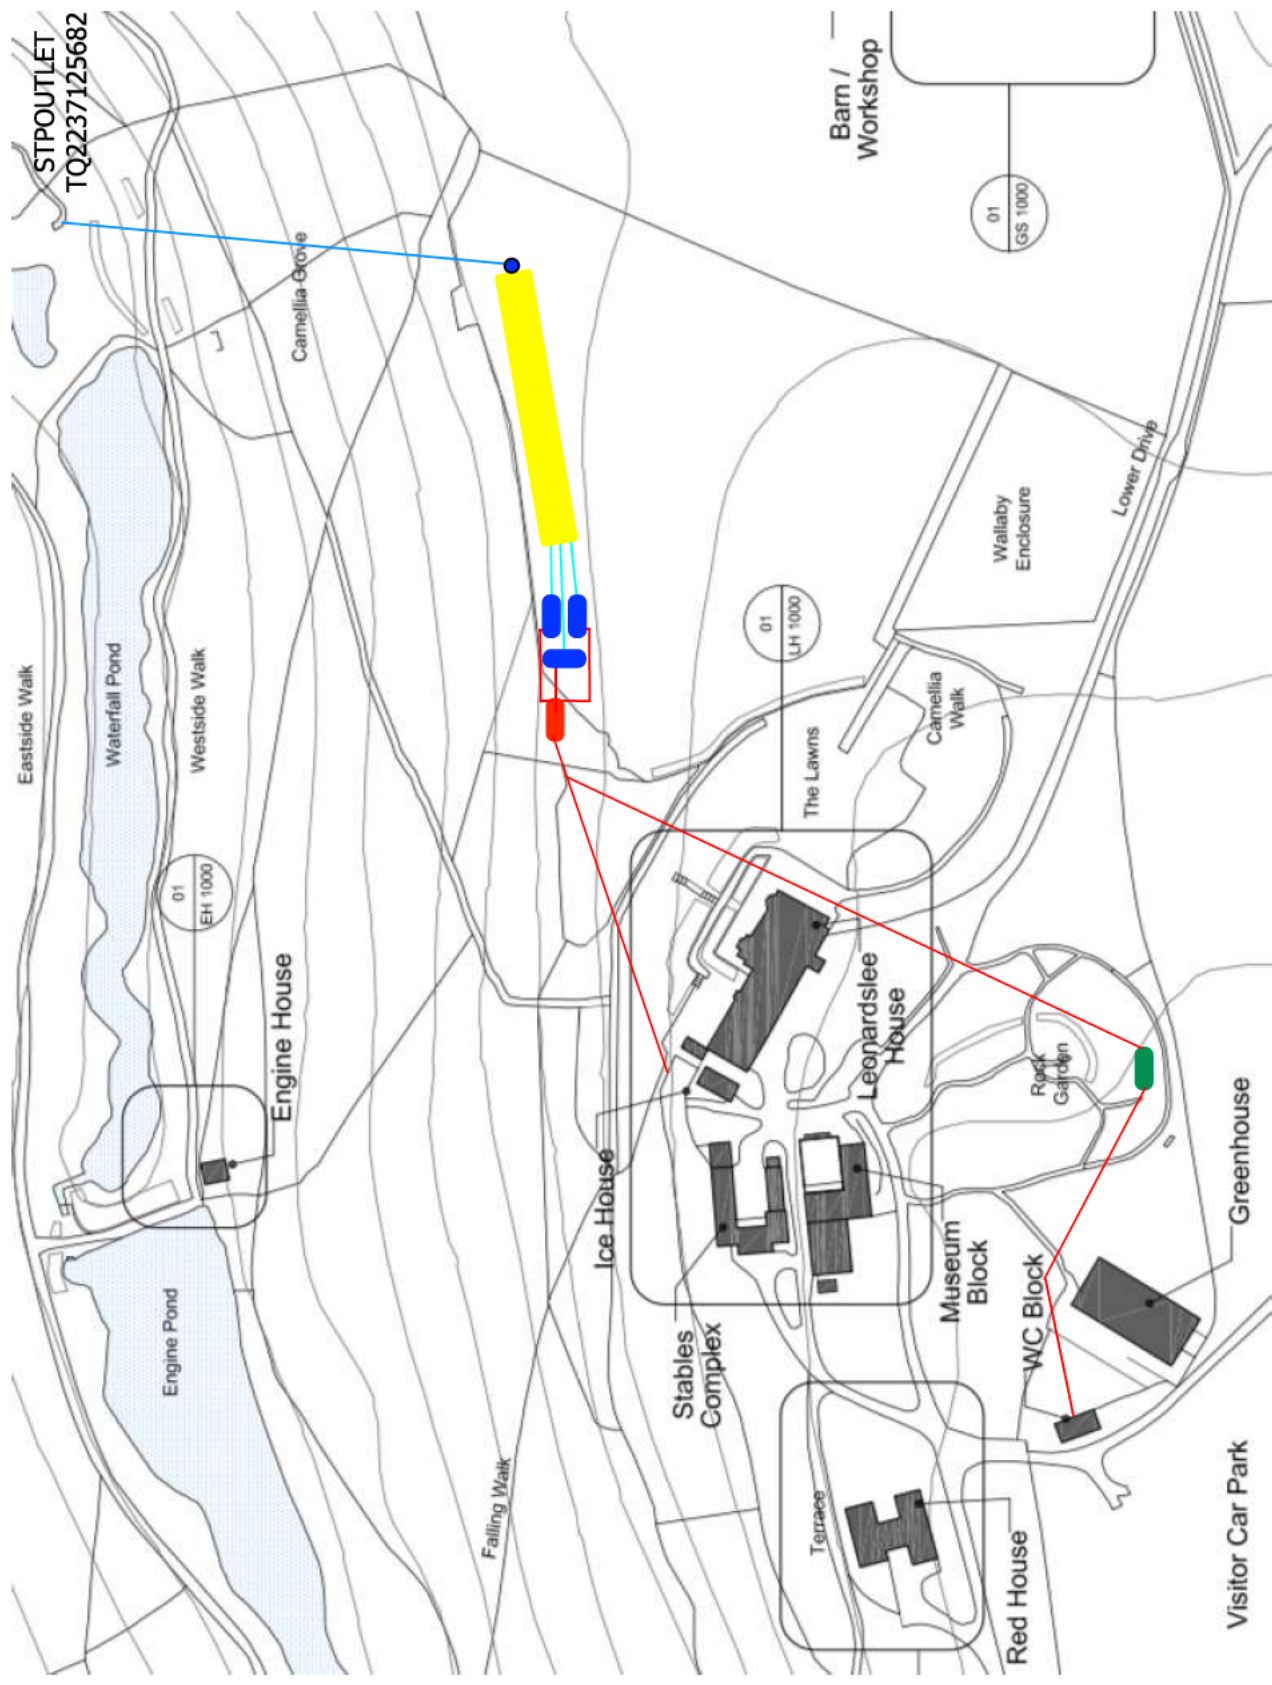 STPOUTLET
TQ2237125682
Barn /
Workshop
01
GS 1000
Camellia Grove
Lower Drive
Wallaby
Enclosure
01
LH 1000
Eastside Walk
Waterfall Pond
Westside Walk
Camellia
Walk
The Lawns
01
EH 1000
Engine House
Leonardslee
House
Rock
Garden
Greenhouse
Ice House
Museum
Block
WC Block
Engine Pond
Stables
Complex
Falling Walk
Terrace
Red House
Visitor Car Park